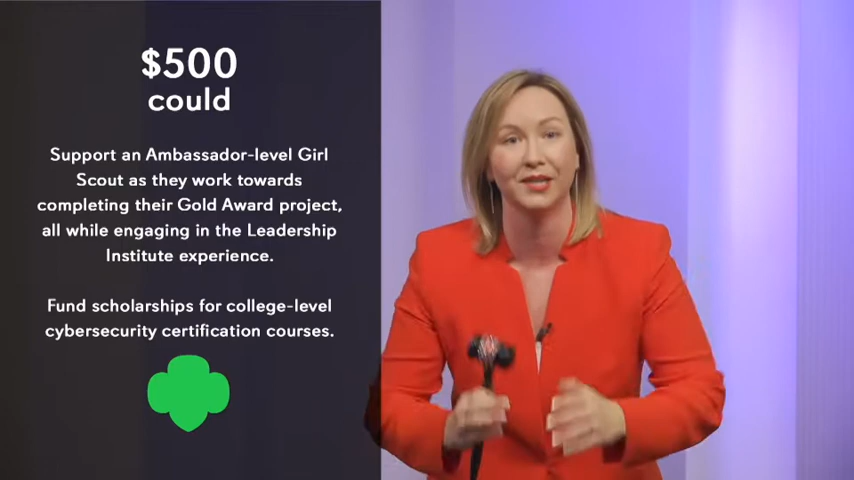 $500
could
Support an Ambassador-level Girl
Scout as they work towards
completing their Gold Award project,
all while engaging in the Leadership
Institute experience.
Fund scholarships for college-level
cybersecurity certification courses.